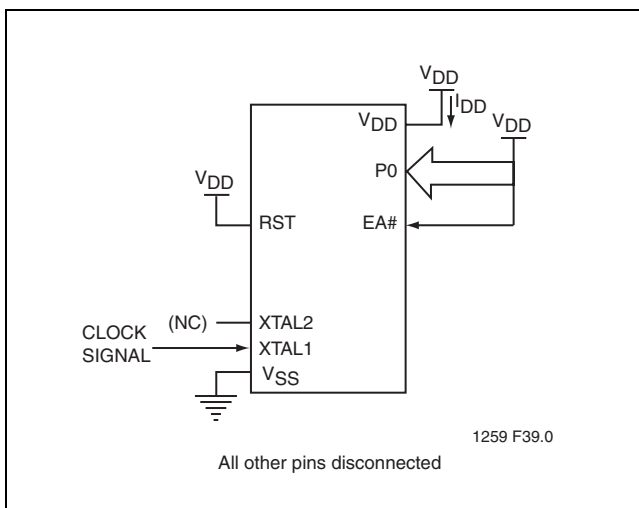 VDD
IDD
VDD
VDD
P0
VDD
RST
EA#
(NC)
XTAL2
CLOCK
SIGNAL
XTAL1
VSS
1259 F39.0
All other pins disconnected